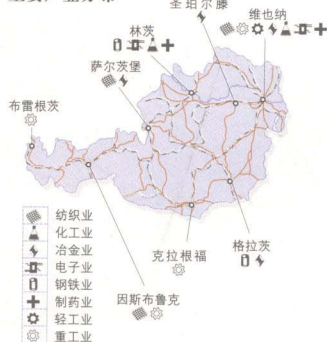 圣珀尔滕
维也纳
林茨
萨尔茨堡
布雷根茨
克拉根福
格拉茨
因斯布鲁克
纺织业
化工业
冶金业
电子业
钢铁业
制药业
轻工业
重工业